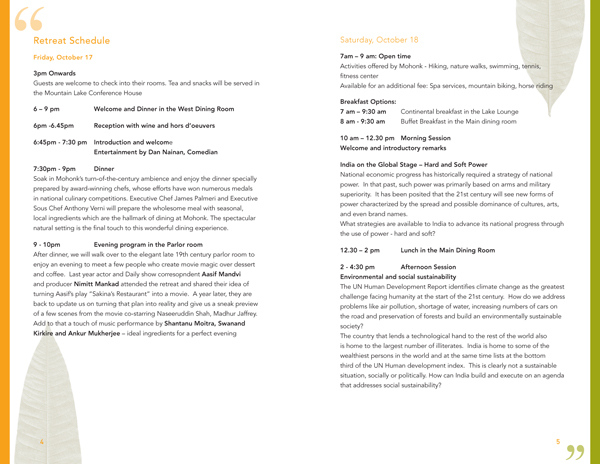 Retreat Schedule
Friday, October 17
3pm Onwards
Guests are welcome to check into their rooms. Tea and snacks will be served in
the Mountain Lake Conference House
6 – 9 pm Welcome and Dinner in the West Dining Room
6pm -6.45pm Reception with wine and hors d'oeuvers
6:45pm - 7:30 pm Introduction and welcome
Entertainment by Dan Nainan, Comedian
7:30pm - 9pm Dinner
Soak in Mohonk's turn-of-the-century ambience and enjoy the dinner specially
prepared by award-winning chefs, whose efforts have won numerous medals
in national culinary competitions. Executive Chef James Palmeri and Executive
Sous Chef Anthony Verni will prepare the wholesome meal with seasonal,
local ingredients which are the hallmark of dining at Mohonk. The spectacular
natural setting is the final touch to this wonderful dining experience.
9 - 10pm Evening program in the Parlor room
After dinner, we will walk over to the elegant late 19th century parlor room to
enjoy an evening to meet a few people who create movie magic over dessert
and coffee. Last year actor and Daily show correspondent Aasif Mandvi
and producer Nimitt Mankad attended the retreat and shared their idea of
turning Aasif's play "Sakina's Restaurant" into a movie. A year later, they are
back to update us on turning that plan into reality and give us a sneak preview
of a few scenes from the movie co-starring Naseeruddin Shah, Madhur Jaffrey.
Add to that a touch of music performance by Shantanu Moitra, Swanand
Kirkire and Ankur Mukherjee – ideal ingredients for a perfect evening
4
Saturday, October 18
7am – 9 am: Open time
Activities offered by Mohonk - Hiking, nature walks, swimming, tennis,
fitness center
Available for an additional fee: Spa services, mountain biking, horse riding
Breakfast Options:
7 am – 9:30 am Continental breakfast in the Lake Lounge
8 am - 9:30 am Buffet Breakfast in the Main dining room
10 am – 12.30 pm Morning Session
Welcome and introductory remarks
India on the Global Stage – Hard and Soft Power
National economic progress has historically required a strategy of national
power. In that past, such power was primarily based on arms and military
superiority. It has been posited that the 21st century will see new forms of
power characterized by the spread and possible dominance of cultures, arts,
and even brand names.
What strategies are available to India to advance its national progress through
the use of power - hard and soft?
12.30 – 2 pm Lunch in the Main Dining Room
2 - 4:30 pm Afternoon Session
Environmental and social sustainability
The UN Human Development Report identifies climate change as the greatest
challenge facing humanity at the start of the 21st century. How do we address
problems like air pollution, shortage of water, increasing numbers of cars on
the road and preservation of forests and build an environmentally sustainable
society?
The country that lends a technological hand to the rest of the world also
is home to the largest number of illiterates. India is home to some of the
wealthiest persons in the world and at the same time lists at the bottom
third of the UN Human development index. This is clearly not a sustainable
situation, socially or politically. How can India build and execute on an agenda
that addresses social sustainability?
5